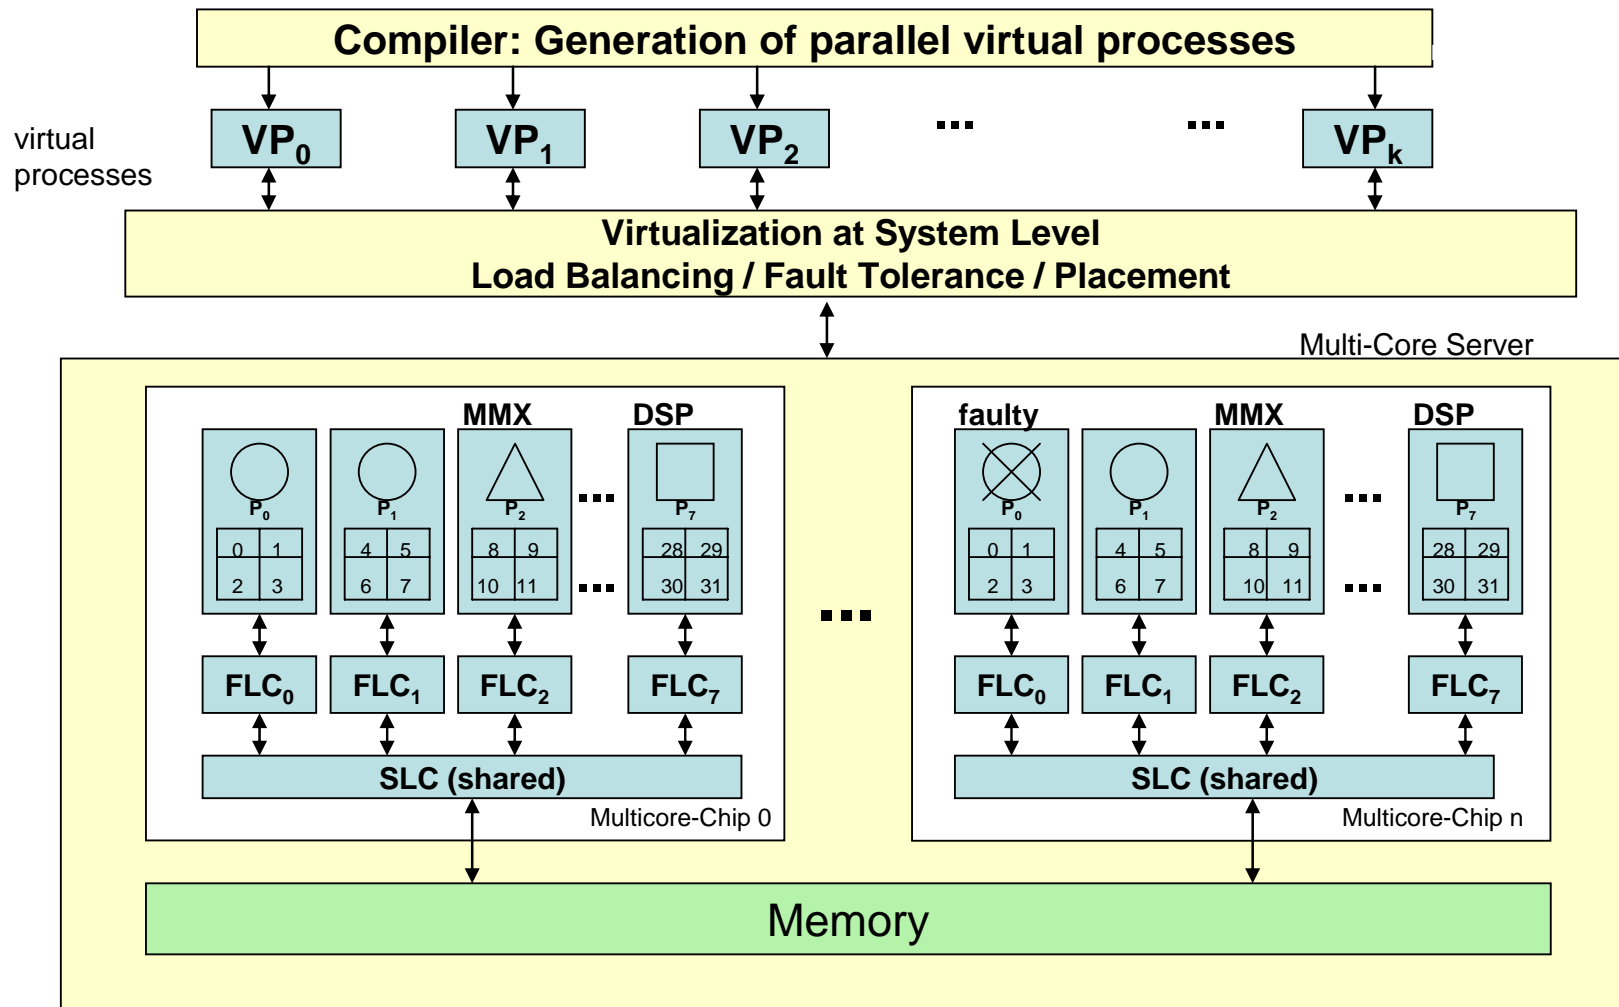 Compiler: Generation of parallel virtual processes
virtual
processes
VP0 VP1 VP2 ... ... VPk
Virtualization at System Level
Load Balancing / Fault Tolerance / Placement
Multi-Core Server
MMX DSP
P0 P1 P2 ... P7
0 1 4 5 8 9 28 29
2 3 6 7 10 11 ... 30 31
FLC0 FLC1 FLC2 FLC7
SLC (shared)
Multicore-Chip 0
...
faulty MMX DSP
P0 P1 P2 ... P7
0 1 4 5 8 9 28 29
2 3 6 7 10 11 ... 30 31
FLC0 FLC1 FLC2 FLC7
SLC (shared)
Multicore-Chip n
Memory